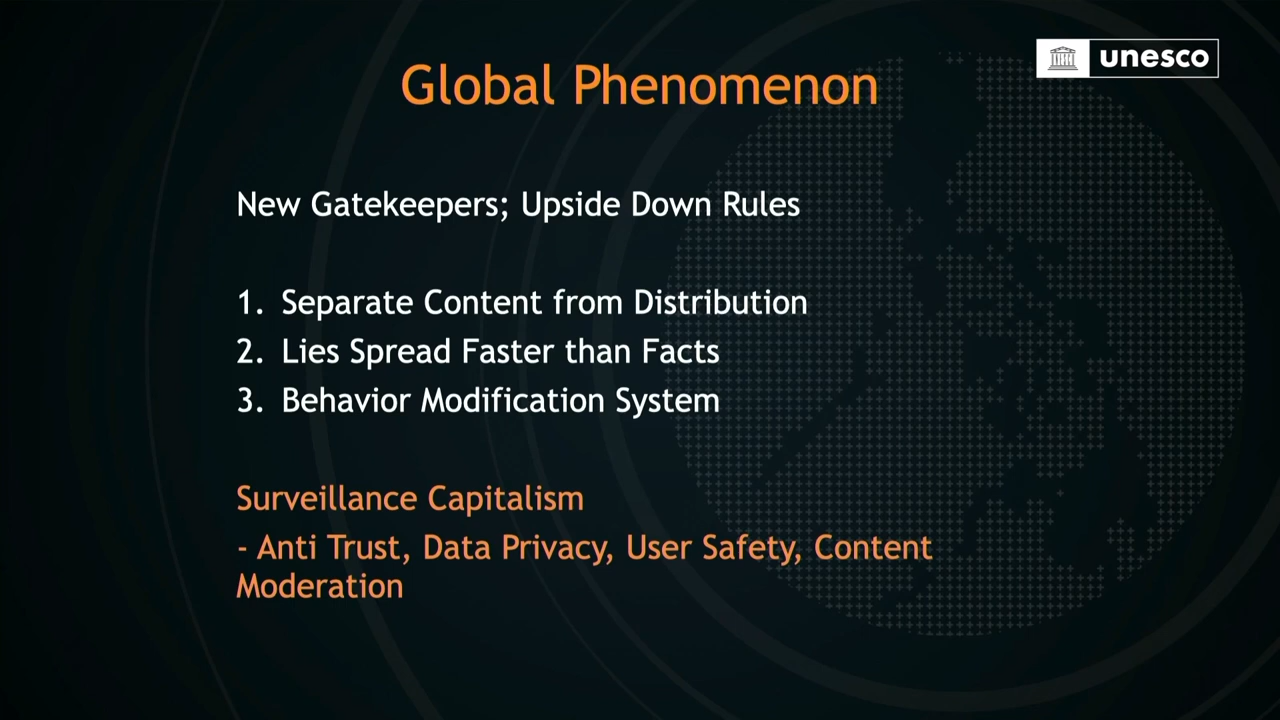 unesco
Global Phenomenon
New Gatekeepers; Upside Down Rules
1. Separate Content from Distribution
2. Lies Spread Faster than Facts
3. Behavior Modification System
Surveillance Capitalism
- Anti Trust, Data Privacy, User Safety, Content
Moderation